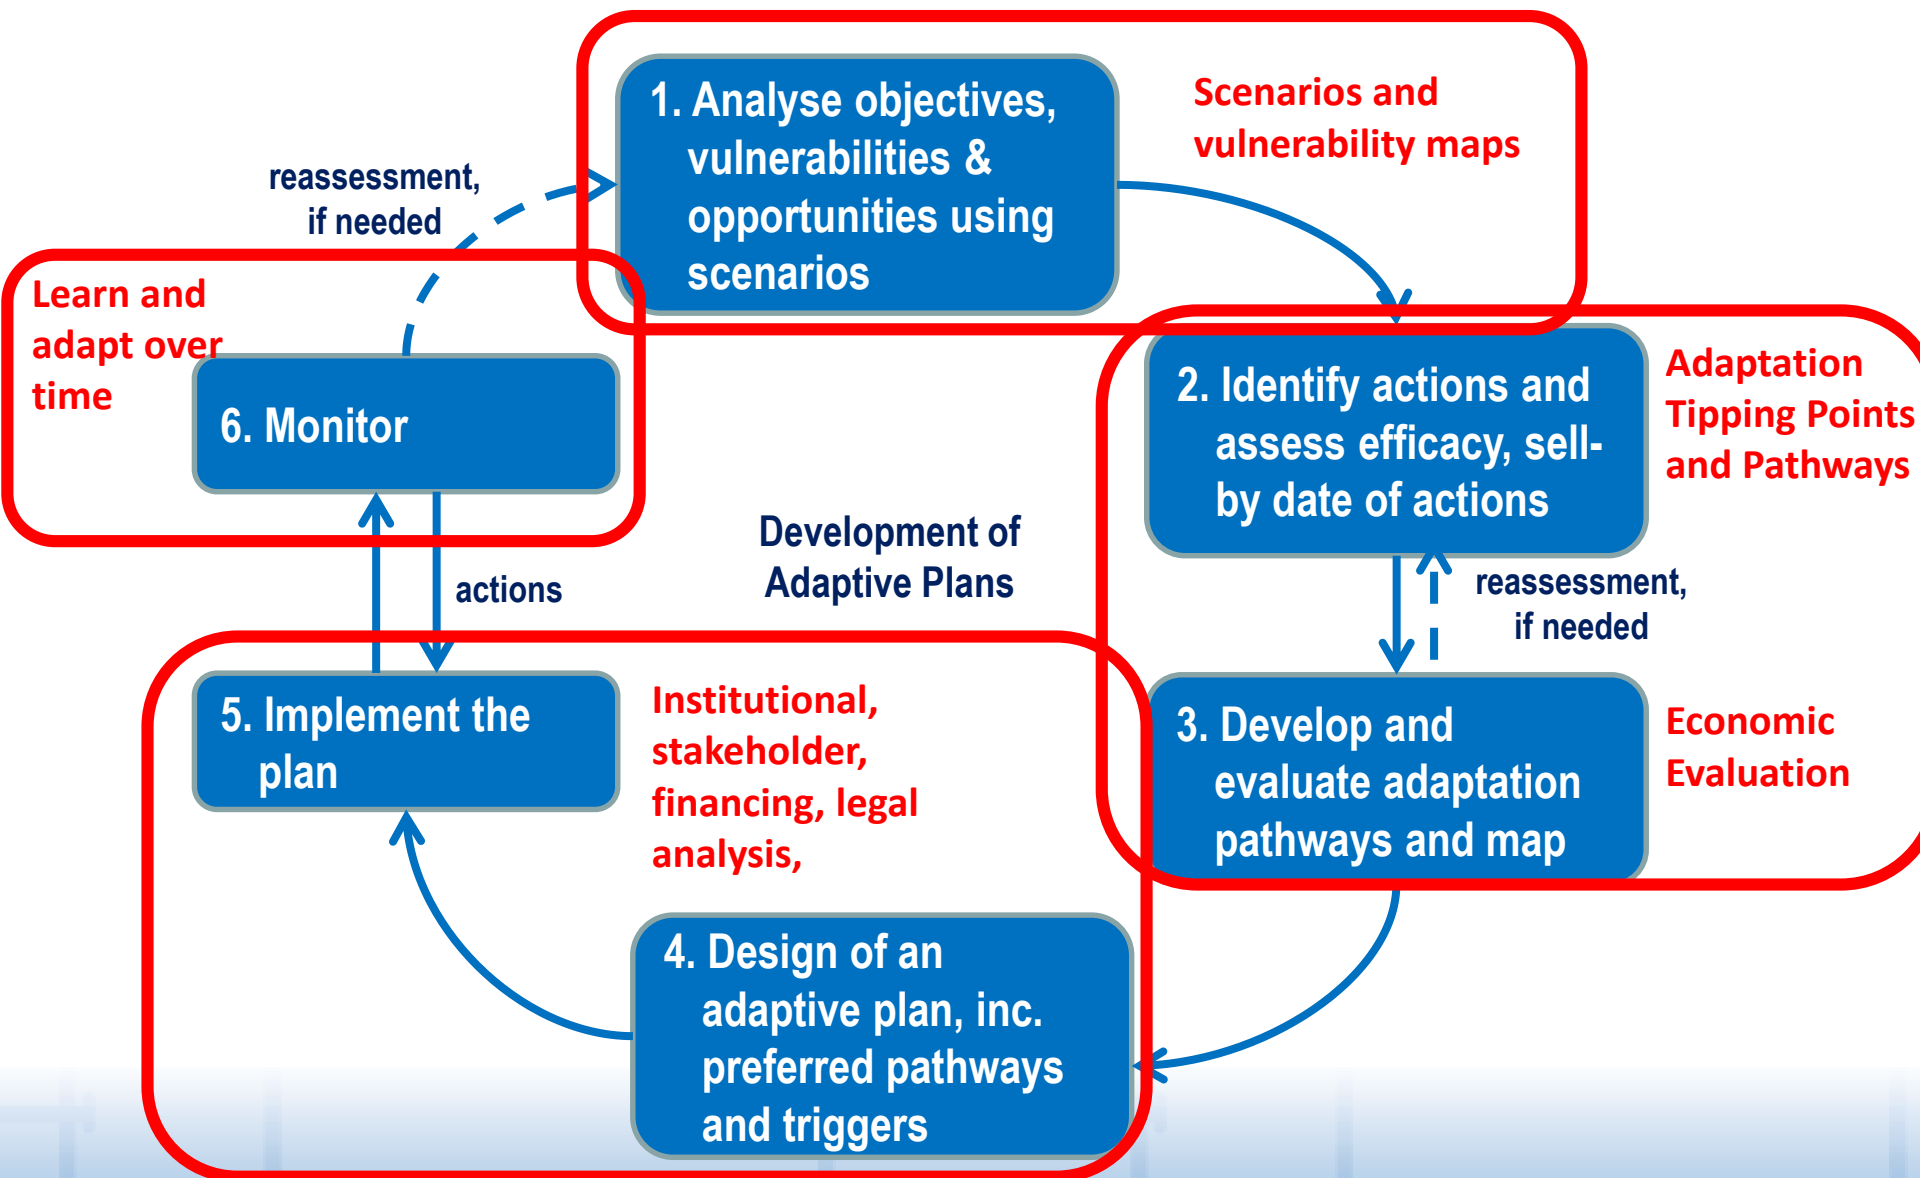 1. Analyse objectives,
vulnerabilities &
opportunities using
scenarios
Scenarios and
vulnerability maps
reassessment,
if needed
Learn and
adapt over
time
6. Monitor
2. Identify actions and
assess efficacy, sell-
by date of actions
Adaptation
Tipping Points
and Pathways
Development of
Adaptive Plans
actions
reassessment,
if needed
5. Implement the
plan
Institutional,
stakeholder,
financing, legal
analysis,
3. Develop and
evaluate adaptation
pathways and map
Economic
Evaluation
4. Design of an
adaptive plan, inc.
preferred pathways
and triggers